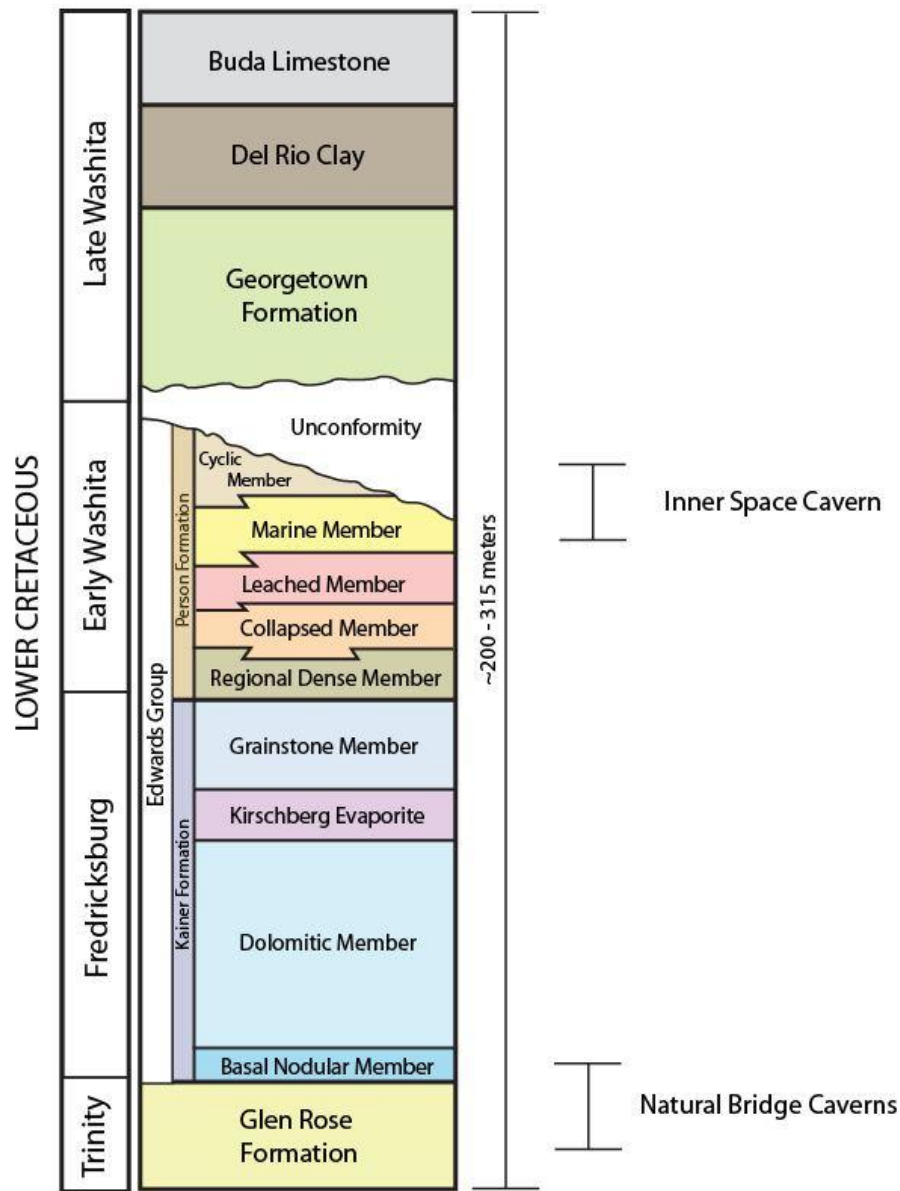 LOWER CRETACEOUS
Late Washita
Early Washita
Fredricksburg
Trinity
Buda Limestone
Del Rio Clay
Georgetown
Formation
Unconformity
Edwards Group
Person Formation
Cyclic
Member
Marine Member
Leached Member
Collapsed Member
Regional Dense Member
Kainer Formation
Grainstone Member
Kirschberg Evaporite
Dolomitic Member
Basal Nodular Member
Glen Rose
Formation
~200 - 315 meters
Inner Space Cavern
Natural Bridge Caverns